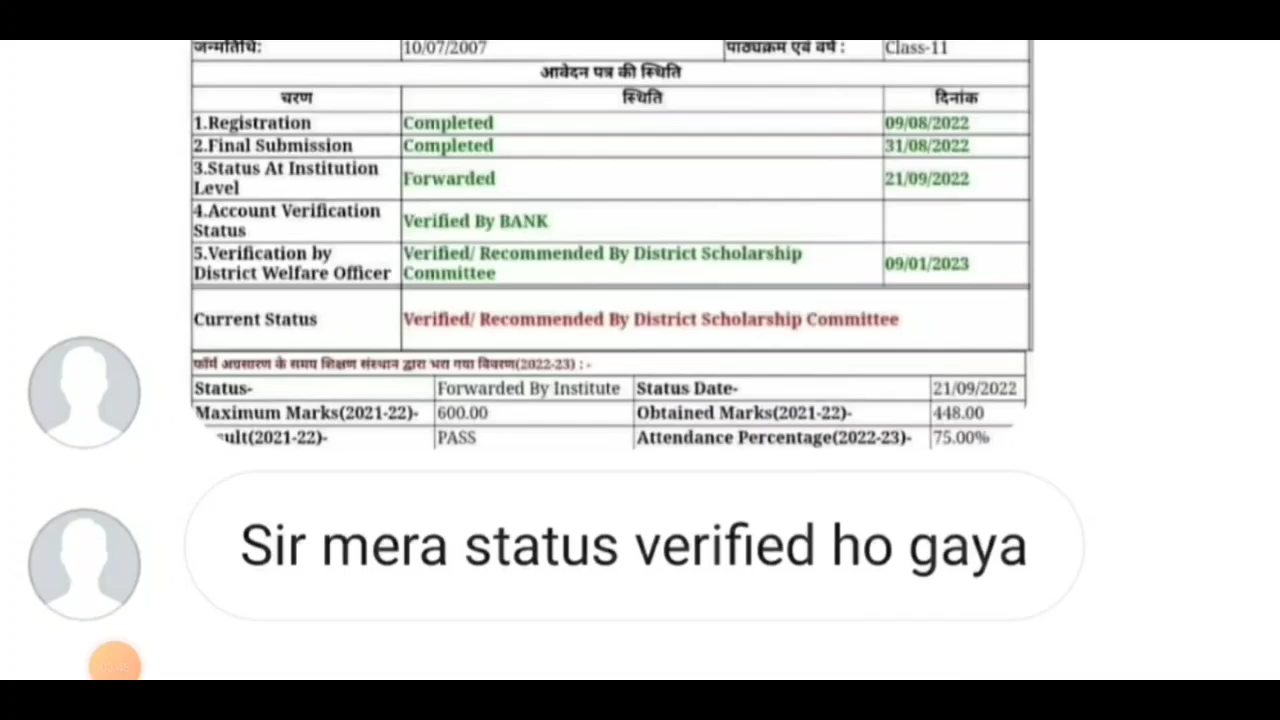 जन्मतिथि: 10/07/2007 पाठ्यक्रम एवं वर्ष : Class-11
आवेदन पत्र की स्थिति
चरण स्थिति दिनांक
1.Registration Completed 09/08/2022
2.Final Submission Completed 31/08/2022
3.Status At Institution
Level Forwarded 21/09/2022
4.Account Verification
Status Verified By BANK
5.Verification by
District Welfare Officer Verified/ Recommended By District Scholarship
Committee 09/01/2023
Current Status Verified/ Recommended By District Scholarship Committee
फॉर्म अग्रसारण के समय शिक्षण संस्थान द्वारा भरा गया विवरण(2022-23) : -
Status- Forwarded By Institute Status Date- 21/09/2022
Maximum Marks(2021-22)- 600.00 Obtained Marks(2021-22)- 448.00
ult(2021-22)- PASS Attendance Percentage(2022-23)- 75.00%
Sir mera status verified ho gaya